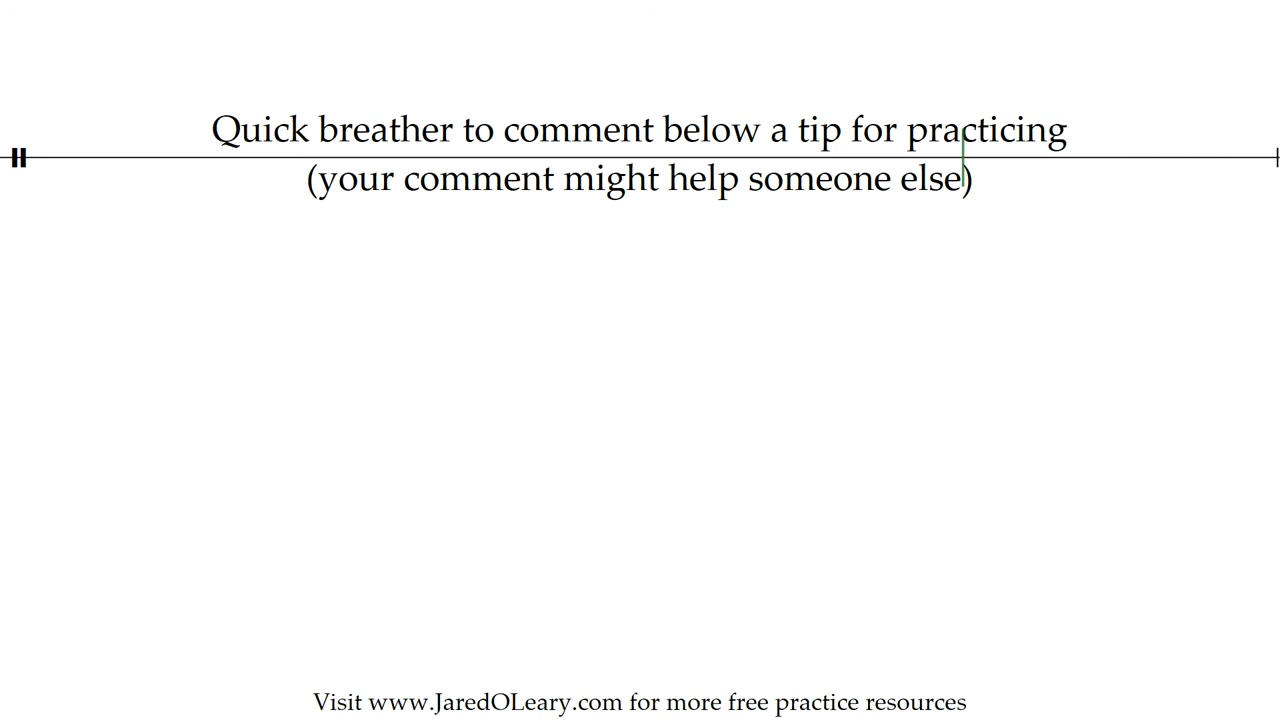 Quick breather to comment below a tip for practicing
(your comment might help someone else)
Visit www.JaredOLeary.com for more free practice resources